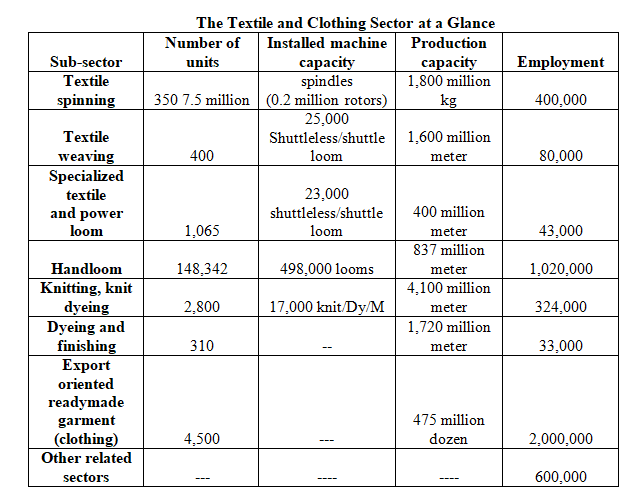 The Textile and Clothing Sector at a Glance
Sub-sector Number of units Installed machine capacity Production capacity Employment
Textile spinning 350 7.5 million spindles (0.2 million rotors) 1,800 million kg 400,000
Textile weaving 400 25,000 Shuttleless/shuttle loom 1,600 million meter 80,000
Specialized textile and power loom 1,065 23,000 shuttleless/shuttle loom 400 million meter 43,000
Handloom 148,342 498,000 looms 837 million meter 1,020,000
Knitting, knit dyeing 2,800 17,000 knit/Dy/M 4,100 million meter 324,000
Dyeing and finishing 310 -- 1,720 million meter 33,000
Export oriented readymade garment (clothing) 4,500 --- 475 million dozen 2,000,000
Other related sectors --- ---- ---- 600,000